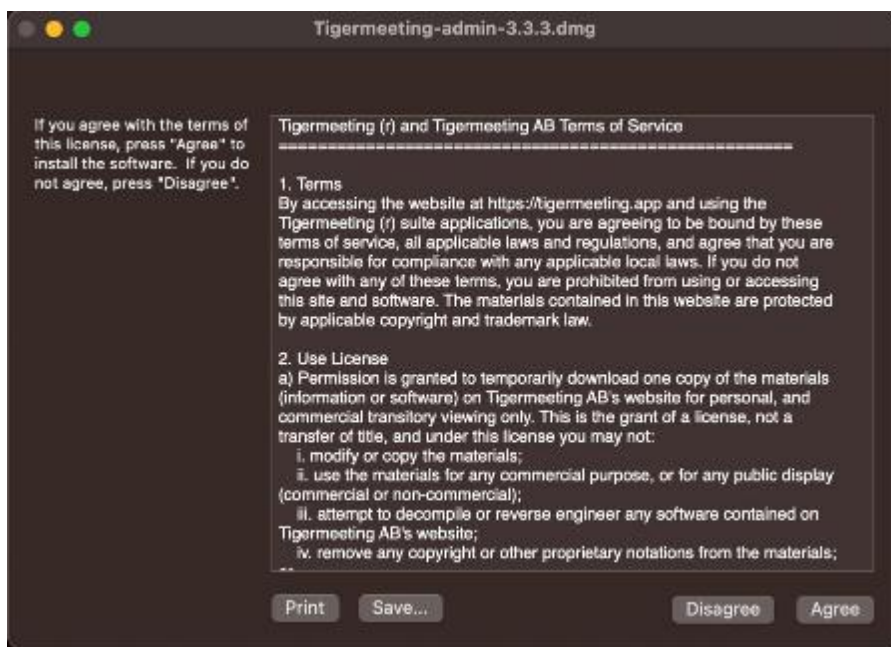 Tigermeeting-admin-3.3.3.dmg
If you agree with the terms of
this license, press "Agree" to
install the software. If you do
not agree, press "Disagree".
Tigermeeting (r) and Tigermeeting AB Terms of Service
=====================================================
1. Terms
By accessing the website at https://tigermeeting.app and using the
Tigermeeting (r) suite applications, you are agreeing to be bound by these
terms of service, all applicable laws and regulations, and agree that you are
responsible for compliance with any applicable local laws. If you do not
agree with any of these terms, you are prohibited from using or accessing
this site and software. The materials contained in this website are protected
by applicable copyright and trademark law.
2. Use License
a) Permission is granted to temporarily download one copy of the materials
(information or software) on Tigermeeting AB's website for personal, and
commercial transitory viewing only. This is the grant of a license, not a
transfer of title, and under this license you may not:
i. modify or copy the materials;
ii. use the materials for any commercial purpose, or for any public display
(commercial or non-commercial);
iii. attempt to decompile or reverse engineer any software contained on
Tigermeeting AB's website;
iv. remove any copyright or other proprietary notations from the materials;
Print Save... Disagree Agree